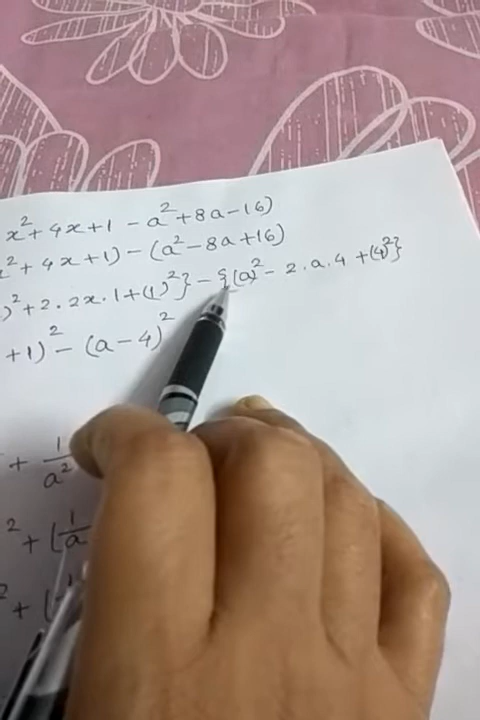 x² + 4x + 1 - a² + 8a - 16)
x² + 4x + 1) - (a² - 8a + 16)
)² + 2 . 2x . 1 + (1)²} - {(a)² - 2 . a . 4 + (4)²}
+ 1)² - (a - 4)²
+ 1/a²
² + (1/a
² + (